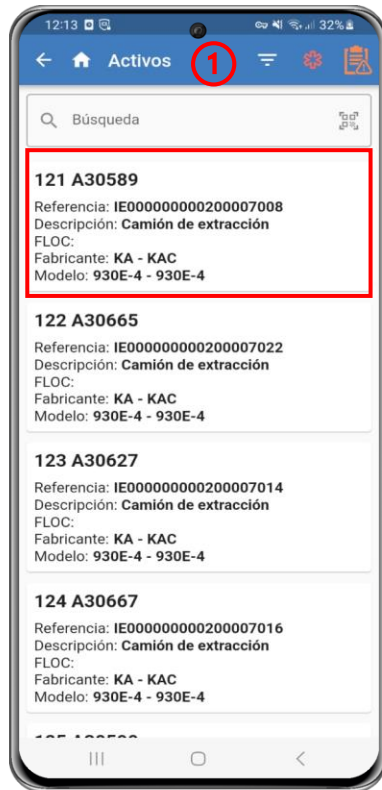 12:13 32%
Activos 1
Búsqueda
121 A30589
Referencia: IE000000000200007008
Descripción: Camión de extracción
FLOC:
Fabricante: KA - KAC
Modelo: 930E-4 - 930E-4
122 A30665
Referencia: IE000000000200007022
Descripción: Camión de extracción
FLOC:
Fabricante: KA - KAC
Modelo: 930E-4 - 930E-4
123 A30627
Referencia: IE000000000200007014
Descripción: Camión de extracción
FLOC:
Fabricante: KA - KAC
Modelo: 930E-4 - 930E-4
124 A30667
Referencia: IE000000000200007016
Descripción: Camión de extracción
FLOC:
Fabricante: KA - KAC
Modelo: 930E-4 - 930E-4